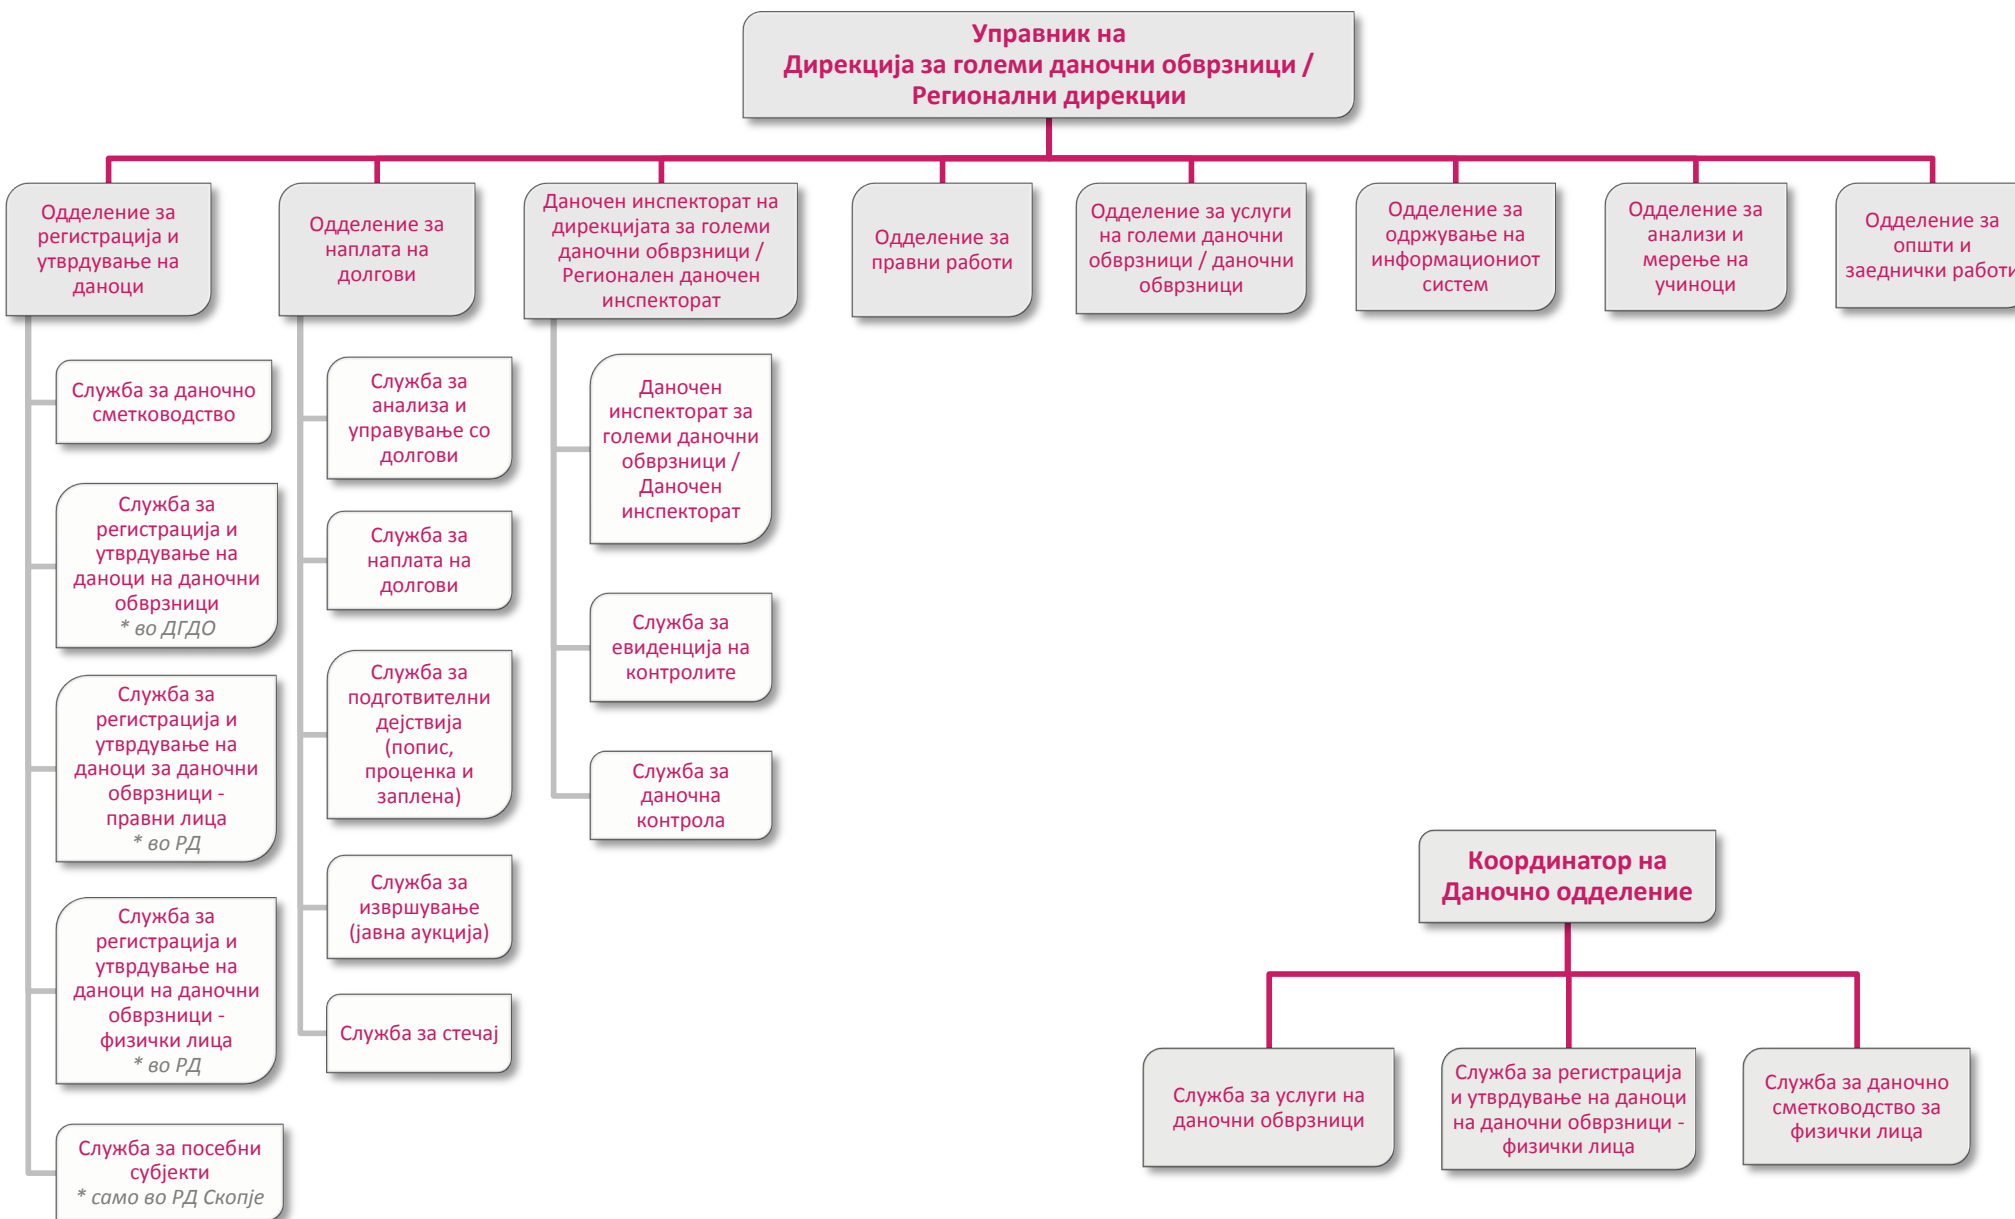 Управник на
Дирекција за големи даночни обврзници /
Регионални дирекции
Одделение за
регистрација и
утврдување на
даноци
Одделение за
наплата на
долгови
Даночен инспекторат на
дирекцијата за големи
даночни обврзници /
Регионален даночен
инспекторат
Одделение за
правни работи
Одделение за услуги
на големи даночни
обврзници / даночни
обврзници
Одделение за
одржување на
информациониот
систем
Одделение за
анализи и
мерење на
учиноци
Одделение за
општи и
заеднички работи
Служба за даночно
сметководство
Служба за
регистрација и
утврдување на
даноци на даночни
обврзници
* во ДГДО
Служба за
регистрација и
утврдување на
даноци за даночни
обврзници -
правни лица
* во РД
Служба за
регистрација и
утврдување на
даноци на даночни
обврзници -
физички лица
* во РД
Служба за посебни
субјекти
* само во РД Скопје
Служба за
анализа и
управување со
долгови
Служба за
наплата на
долгови
Служба за
подготвителни
дејствија
(попис,
проценка и
заплена)
Служба за
извршување
(јавна аукција)
Служба за стечај
Даночен
инспекторат за
големи даночни
обврзници /
Даночен
инспекторат
Служба за
евиденција на
контролите
Служба за
даночна
контрола
Координатор на
Даночно одделение
Служба за услуги на
даночни обврзници
Служба за регистрација
и утврдување на даноци
на даночни обврзници -
физички лица
Служба за даночно
сметководство за
физички лица